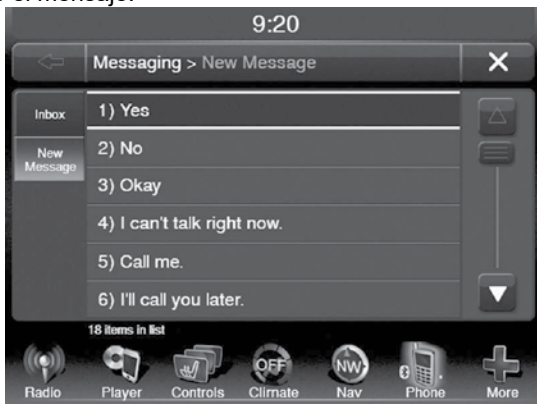 9:20
Messaging > New Message
Inbox
New
Message
1) Yes
2) No
3) Okay
4) I can't talk right now.
5) Call me.
6) I'll call you later.
18 items in list
OFF
NW
Radio
Player
Controls
Climate
Nav
Phone
More